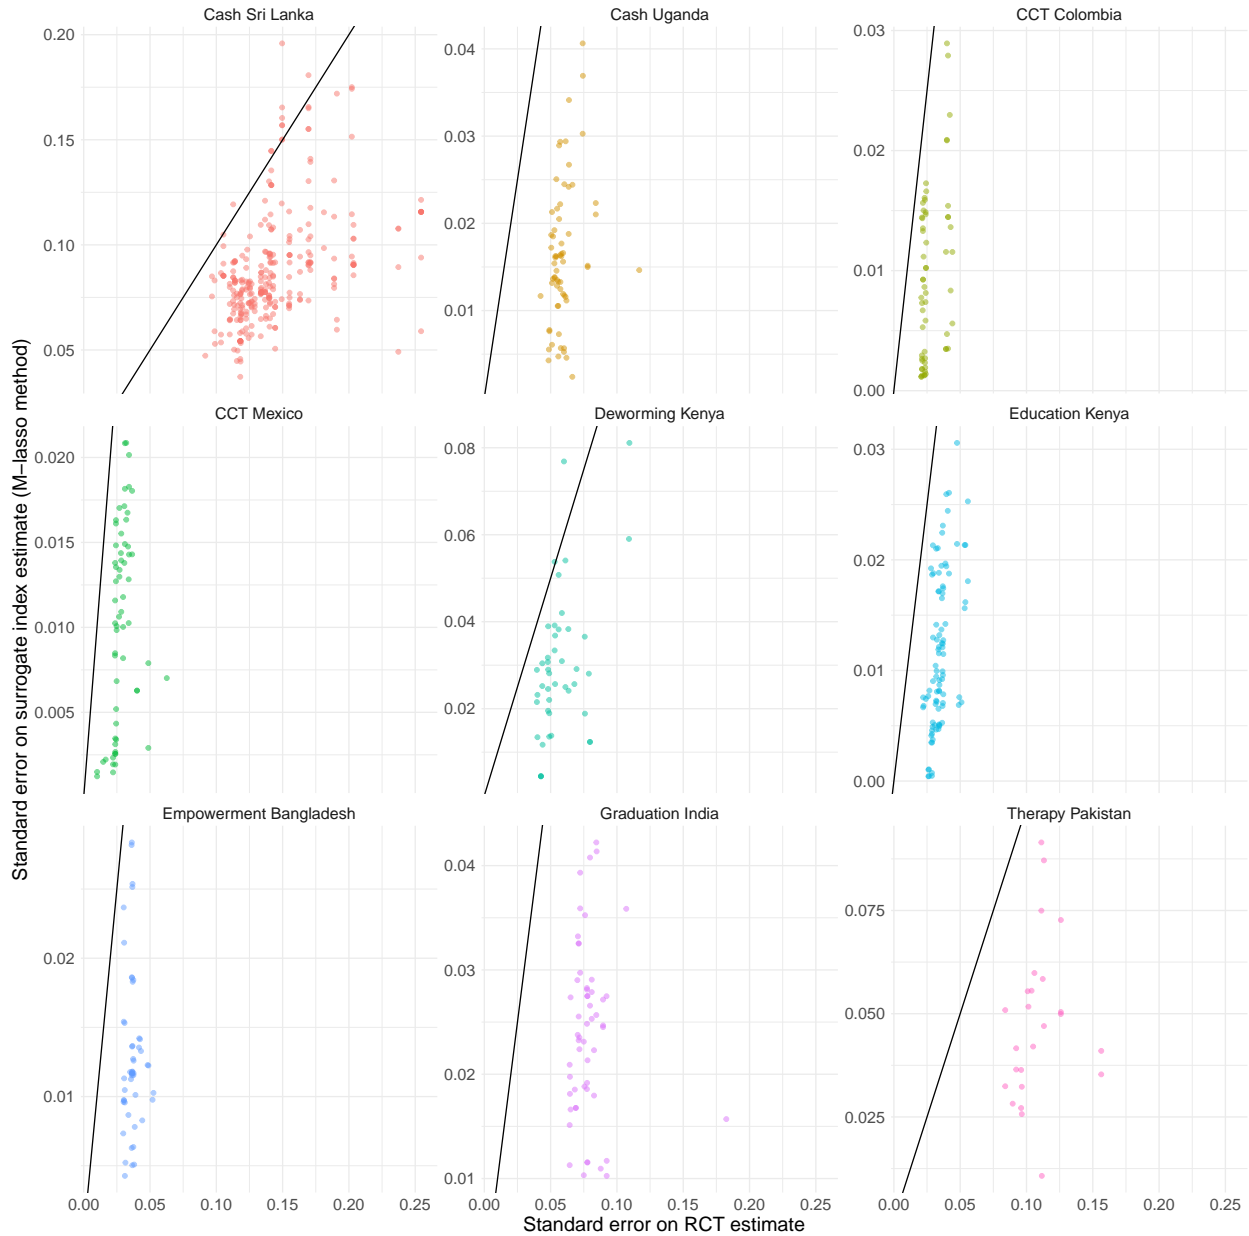 Cash Sri Lanka
Cash Uganda
CCT Colombia
0.20
0.15
0.10
0.05
0.04
0.03
0.02
0.01
0.03
0.02
0.01
0.00
CCT Mexico
Deworming Kenya
Education Kenya
0.020
0.015
0.010
0.005
0.08
0.06
0.04
0.02
0.03
0.02
0.01
0.00
Empowerment Bangladesh
Graduation India
Therapy Pakistan
0.02
0.01
0.04
0.03
0.02
0.01
0.075
0.050
0.025
0.00 0.05 0.10 0.15 0.20 0.25
0.00 0.05 0.10 0.15 0.20 0.25
0.00 0.05 0.10 0.15 0.20 0.25
Standard error on RCT estimate
Standard error on surrogate index estimate (M−lasso method)